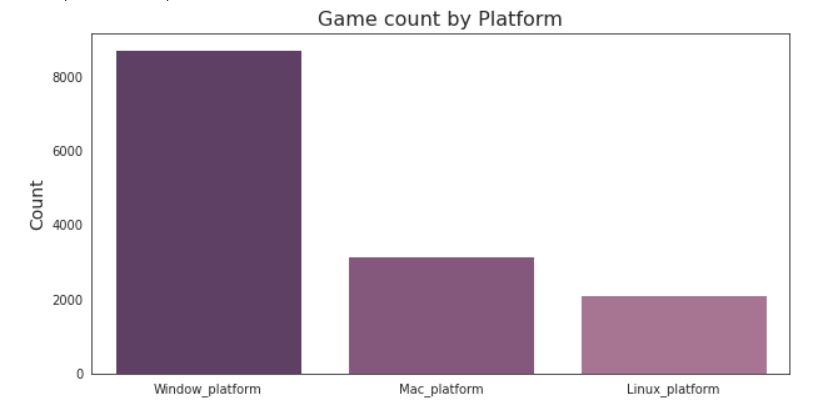 Game count by Platform
8000
6000
4000
2000
0
Count
Window_platform
Mac_platform
Linux_platform